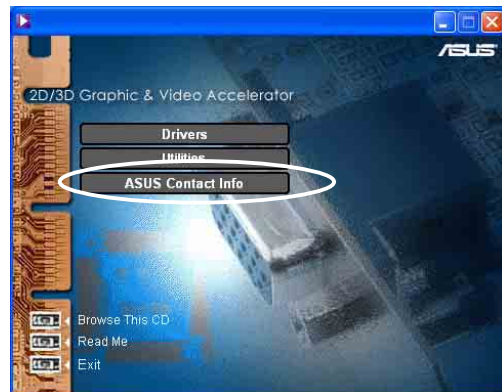 ASUS
2D/3D Graphic & Video Accelerator
Drivers
Utilities
ASUS Contact Info
Browse This CD
Read Me
Exit